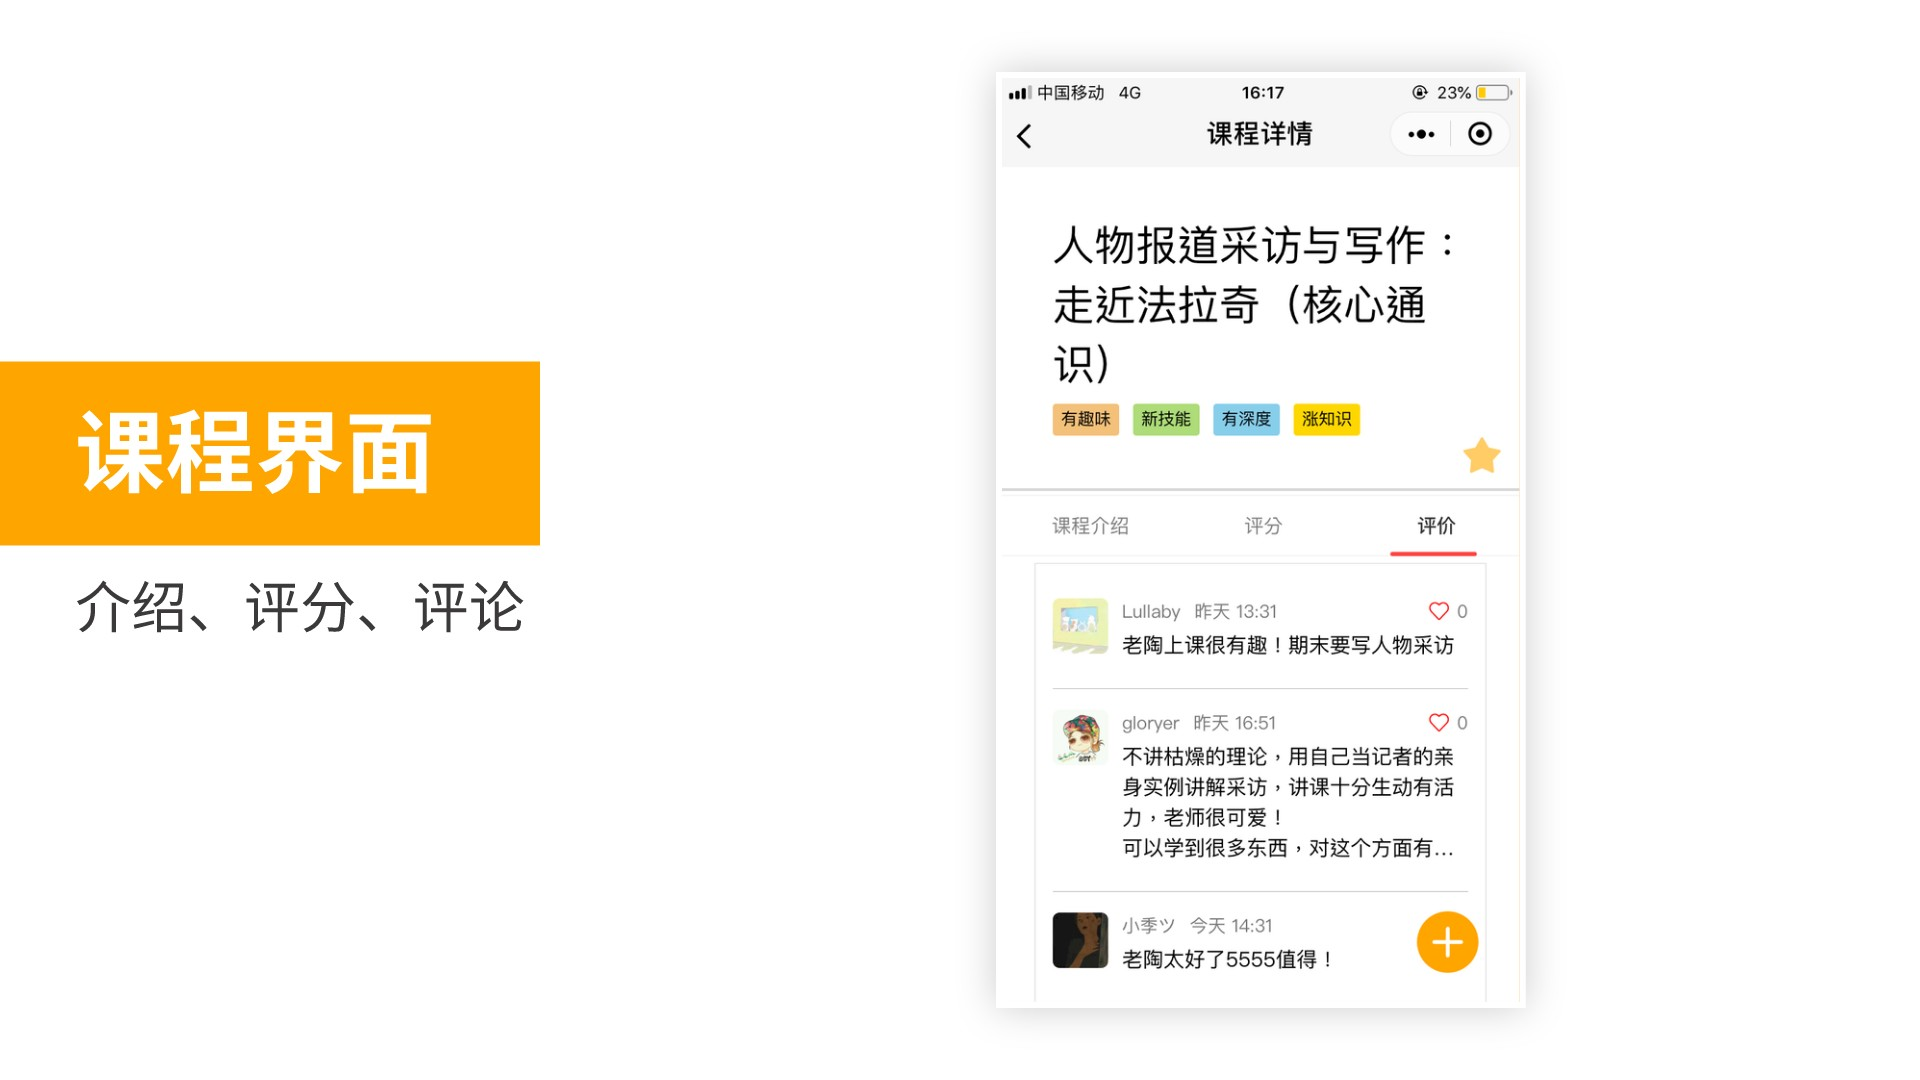 课程界面
介绍、评分、评论
中国移动 4G 16:17 23%
课程详情
人物报道采访与写作：
走近法拉奇（核心通
识）
有趣味 新技能 有深度 涨知识
课程介绍 评分 评价
Lullaby 昨天 13:31 0
老陶上课很有趣！期末要写人物采访
gloryer 昨天 16:51 0
不讲枯燥的理论，用自己当记者的亲
身实例讲解采访，讲课十分生动有活
力，老师很可爱！
可以学到很多东西，对这个方面有...
小季ツ 今天 14:31
老陶太好了5555值得！